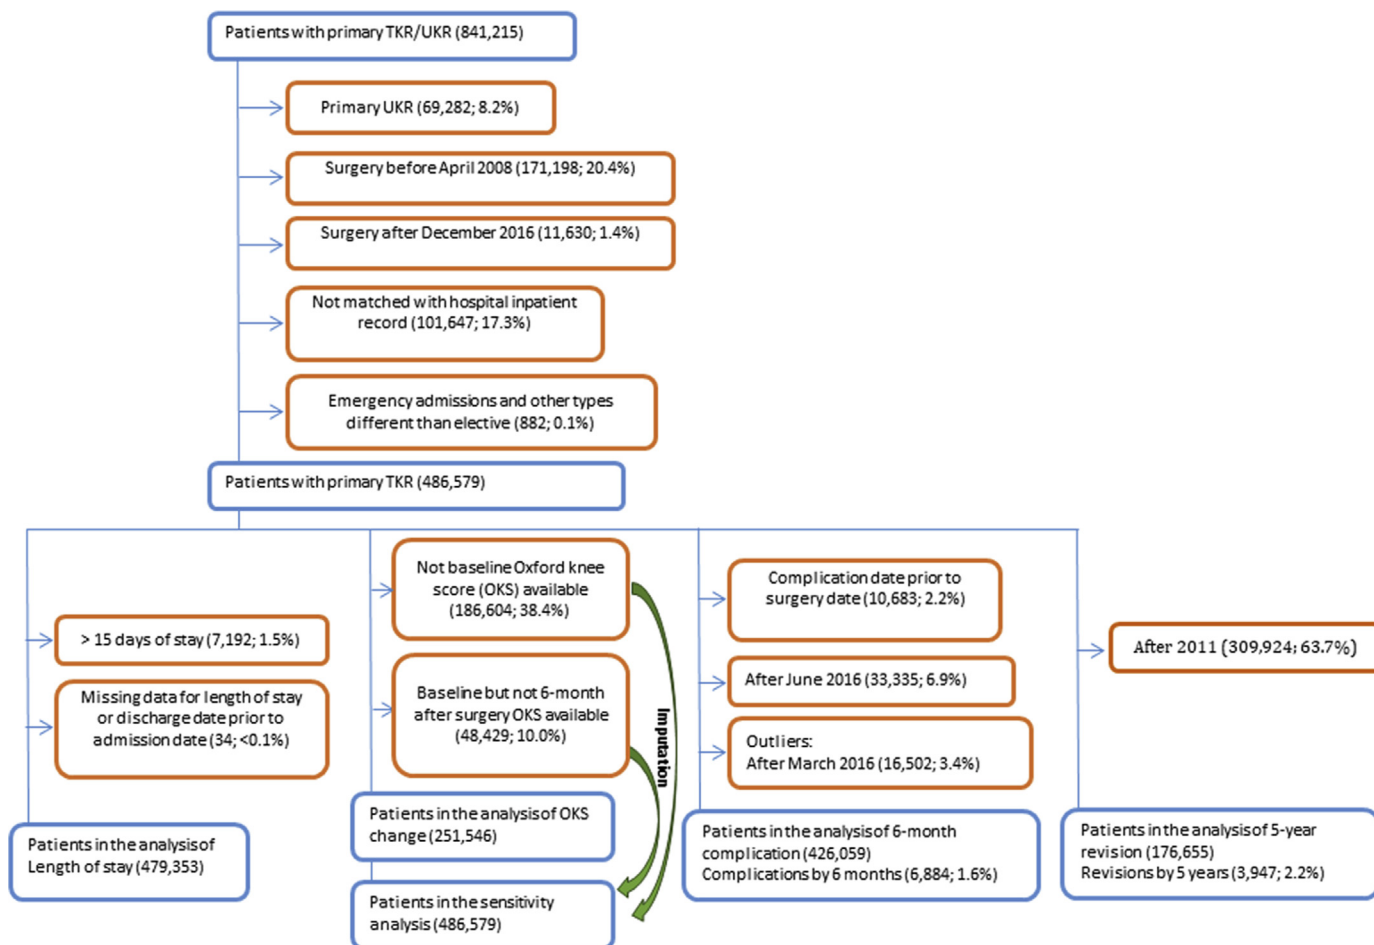 Patients with primary TKR/UKR (841,215)
Primary UKR (69,282; 8.2%)
Surgery before April 2008 (171,198; 20.4%)
Surgery after December 2016 (11,630; 1.4%)
Not matched with hospital inpatient
record (101,647; 17.3%)
Emergency admissions and other types
different than elective (882; 0.1%)
Patients with primary TKR (486,579)
> 15 days of stay (7,192; 1.5%)
Missing data for length of stay
or discharge date prior to
admission date (34; <0.1%)
Patients in the analysis of
Length of stay (479,353)
Not baseline Oxford knee
score (OKS) available
(186,604; 38.4%)
Baseline but not 6-month
after surgery OKS available
(48,429; 10.0%)
Imputation
Patients in the analysis of OKS
change (251,546)
Patients in the sensitivity
analysis (486,579)
Complication date prior to
surgery date (10,683; 2.2%)
After June 2016 (33,335; 6.9%)
Outliers:
After March 2016 (16,502; 3.4%)
Patients in the analysis of 6-month
complication (426,059)
Complications by 6 months (6,884; 1.6%)
After 2011 (309,924; 63.7%)
Patients in the analysis of 5-year
revision (176,655)
Revisions by 5 years (3,947; 2.2%)